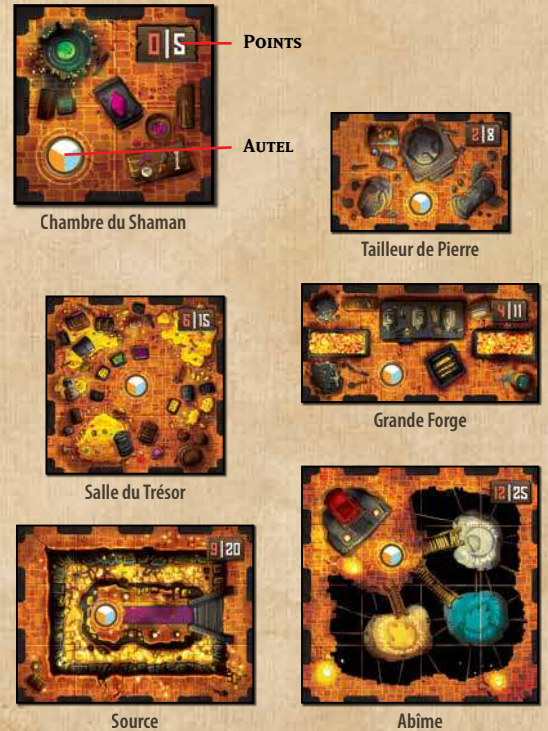 0|5
POINTS
AUTEL
Chambre du Shaman
2|8
Tailleur de Pierre
6|15
Salle du Trésor
4|11
Grande Forge
9|20
Source
12|25
Abîme